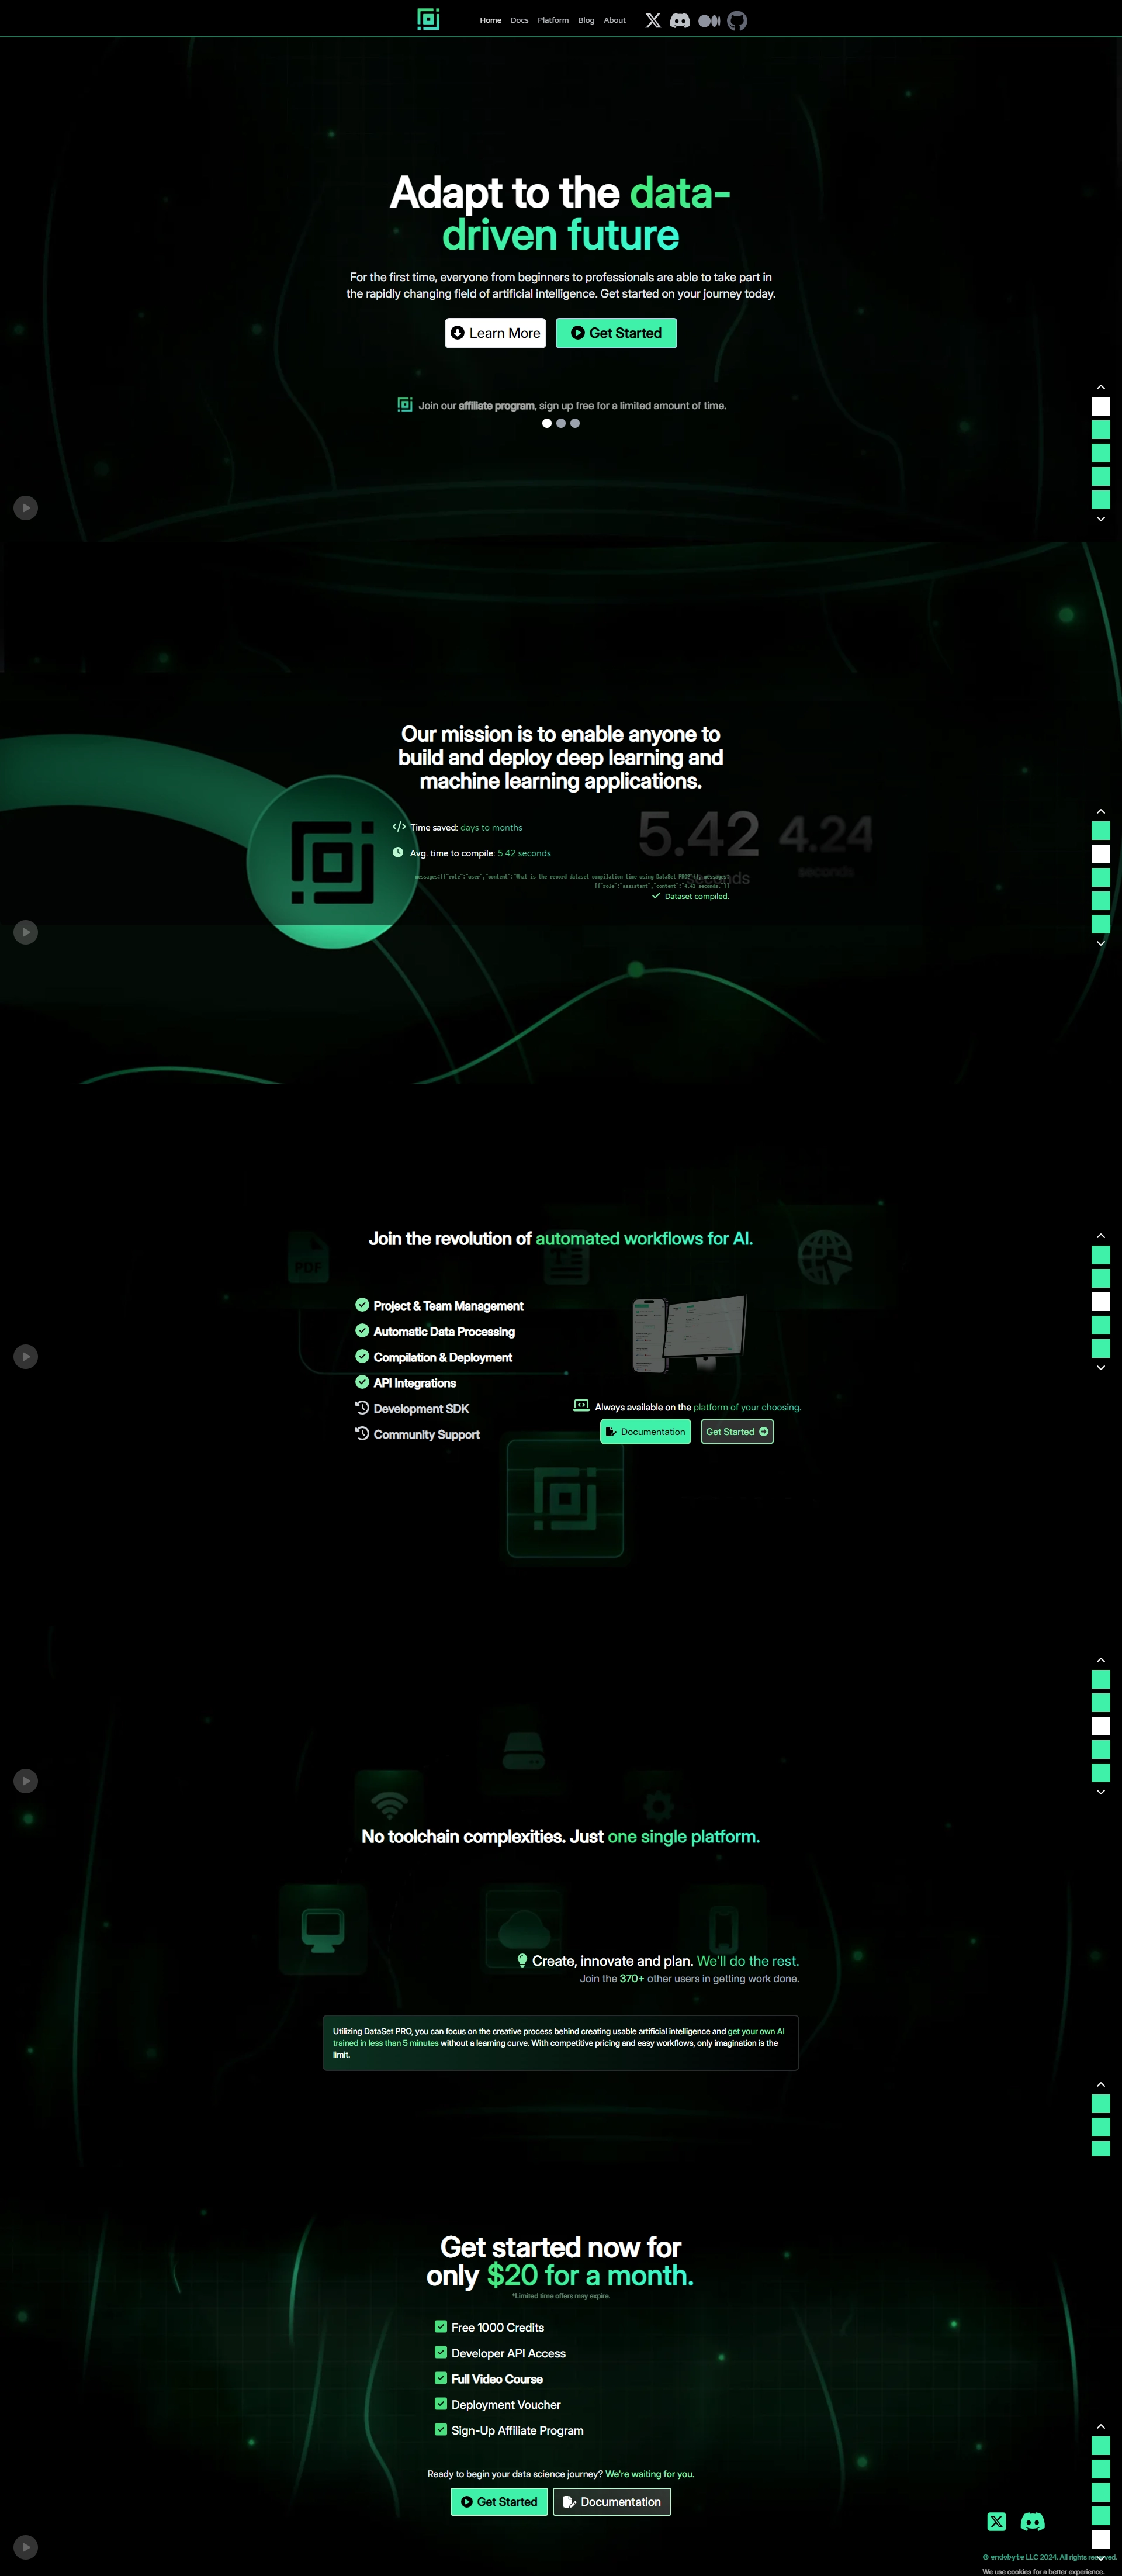 Home Docs Platform Blog About
Adapt to the data-
driven future
For the first time, everyone from beginners to professionals are able to take part in
the rapidly changing field of artificial intelligence. Get started on your journey today.
Learn More Get Started
Join our affiliate program, sign up free for a limited amount of time.
Our mission is to enable anyone to
build and deploy deep learning and
machine learning applications.
5.42 4.24
seconds seconds
Time saved: days to months
Avg. time to compile: 5.42 seconds
messages:[{"role":"user","content":"What is the record dataset compilation time using DataSet PRO?"}, messages:
[{"role":"assistant","content":"4.42 seconds."}]
Dataset compiled.
Join the revolution of automated workflows for AI.
PDF
Project & Team Management
Automatic Data Processing
Compilation & Deployment
API Integrations
Development SDK
Community Support
Always available on the platform of your choosing.
Documentation Get Started
No toolchain complexities. Just one single platform.
Create, innovate and plan. We'll do the rest.
Join the 370+ other users in getting work done.
Utilizing DataSet PRO, you can focus on the creative process behind creating usable artificial intelligence and get your own AI
trained in less than 5 minutes without a learning curve. With competitive pricing and easy workflows, only imagination is the
limit.
Get started now for
only $20 for a month.
*Limited time offers may expire.
Free 1000 Credits
Developer API Access
Full Video Course
Deployment Voucher
Sign-Up Affiliate Program
Ready to begin your data science journey? We're waiting for you.
Get Started Documentation
© endobyte LLC 2024. All rights reserved.
We use cookies for a better experience.